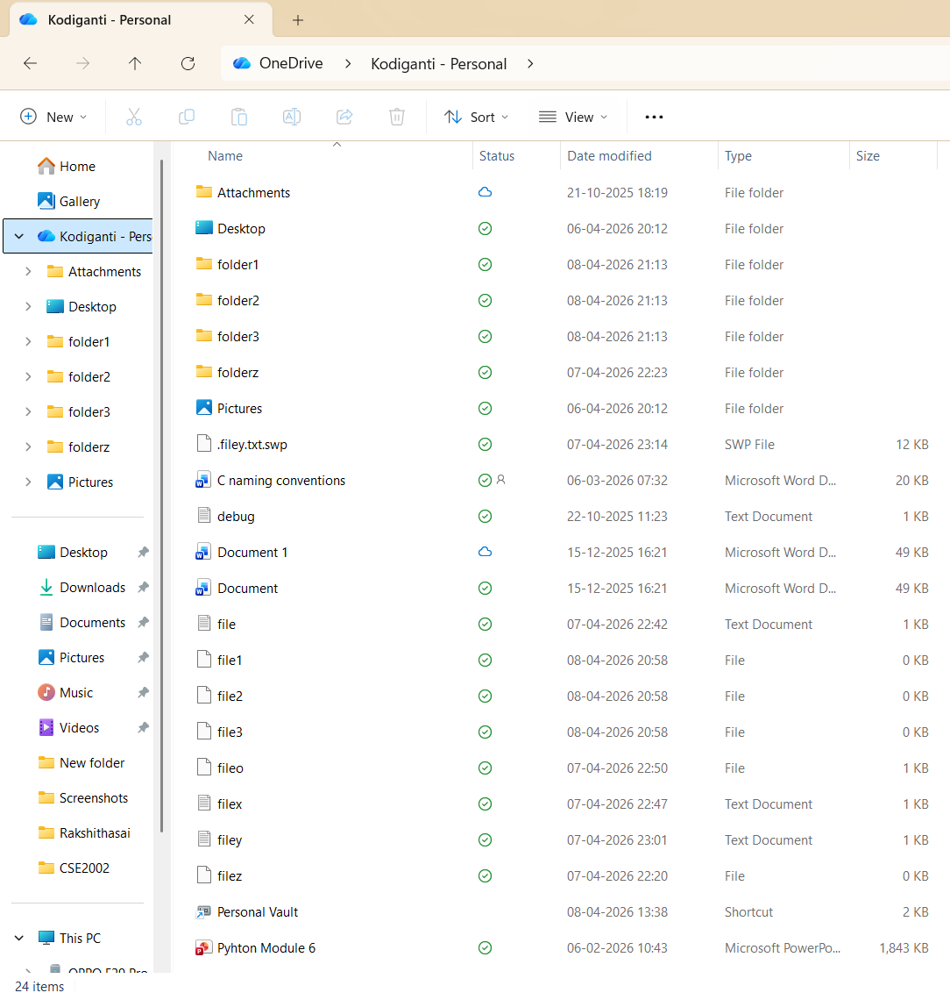 Kodiganti - Personal
OneDrive Kodiganti - Personal
New Sort View
Name Status Date modified Type Size
Home
Gallery
Kodiganti - Pers
Attachments
Desktop
folder1
folder2
folder3
folderz
Pictures
Desktop
Downloads
Documents
Pictures
Music
Videos
New folder
Screenshots
Rakshithasai
CSE2002
This PC
OPPO F29 Pro
Attachments 21-10-2025 18:19 File folder
Desktop 06-04-2026 20:12 File folder
folder1 08-04-2026 21:13 File folder
folder2 08-04-2026 21:13 File folder
folder3 08-04-2026 21:13 File folder
folderz 07-04-2026 22:23 File folder
Pictures 06-04-2026 20:12 File folder
.filey.txt.swp 07-04-2026 23:14 SWP File 12 KB
C naming conventions 06-03-2026 07:32 Microsoft Word D... 20 KB
debug 22-10-2025 11:23 Text Document 1 KB
Document 1 15-12-2025 16:21 Microsoft Word D... 49 KB
Document 15-12-2025 16:21 Microsoft Word D... 49 KB
file 07-04-2026 22:42 Text Document 1 KB
file1 08-04-2026 20:58 File 0 KB
file2 08-04-2026 20:58 File 0 KB
file3 08-04-2026 20:58 File 0 KB
fileo 07-04-2026 22:50 File 1 KB
filex 07-04-2026 22:47 Text Document 1 KB
filey 07-04-2026 23:01 Text Document 1 KB
filez 07-04-2026 22:20 File 0 KB
Personal Vault 08-04-2026 13:38 Shortcut 2 KB
Pyhton Module 6 06-02-2026 10:43 Microsoft PowerPo... 1,843 KB
24 items